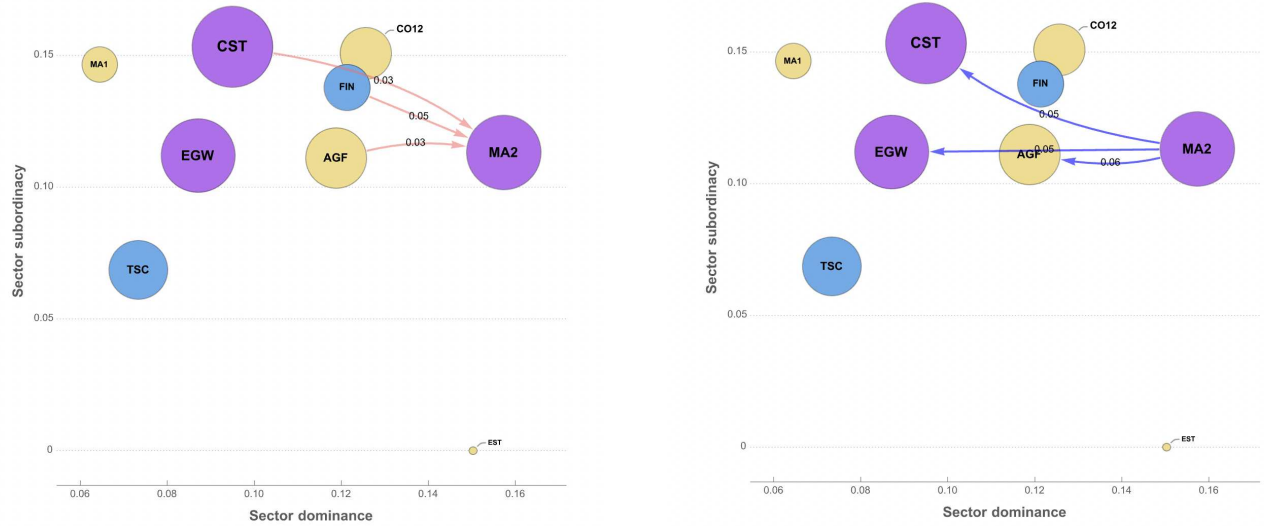 CO12
0.15
CST
MA1
0.03
FIN
0.05
0.03
EGW
AGF
MA2
0.10
TSC
0.05
EST
0
0.06
0.08
0.10
0.12
0.14
0.16
Sector dominance
Sector subordinacy
CO12
0.15
CST
MA1
FIN
0.05
EGW
AGF
0.05
MA2
0.06
0.10
TSC
0.05
EST
0
0.06
0.08
0.10
0.12
0.14
0.16
Sector dominance
Sector subordinacy